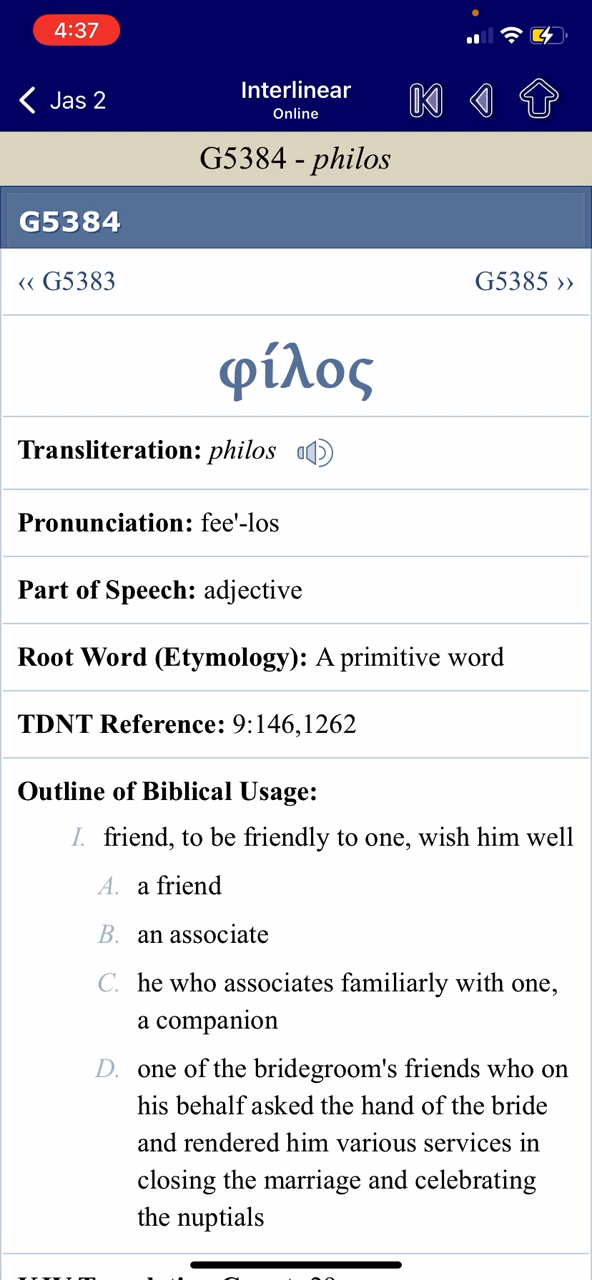 4:37
Jas 2
Interlinear
Online
G5384 - philos
G5384
‹‹ G5383
G5385 ››
φίλος
Transliteration: philos
Pronunciation: fee'-los
Part of Speech: adjective
Root Word (Etymology): A primitive word
TDNT Reference: 9:146,1262
Outline of Biblical Usage:
I. friend, to be friendly to one, wish him well
A. a friend
B. an associate
C. he who associates familiarly with one,
a companion
D. one of the bridegroom's friends who on
his behalf asked the hand of the bride
and rendered him various services in
closing the marriage and celebrating
the nuptials